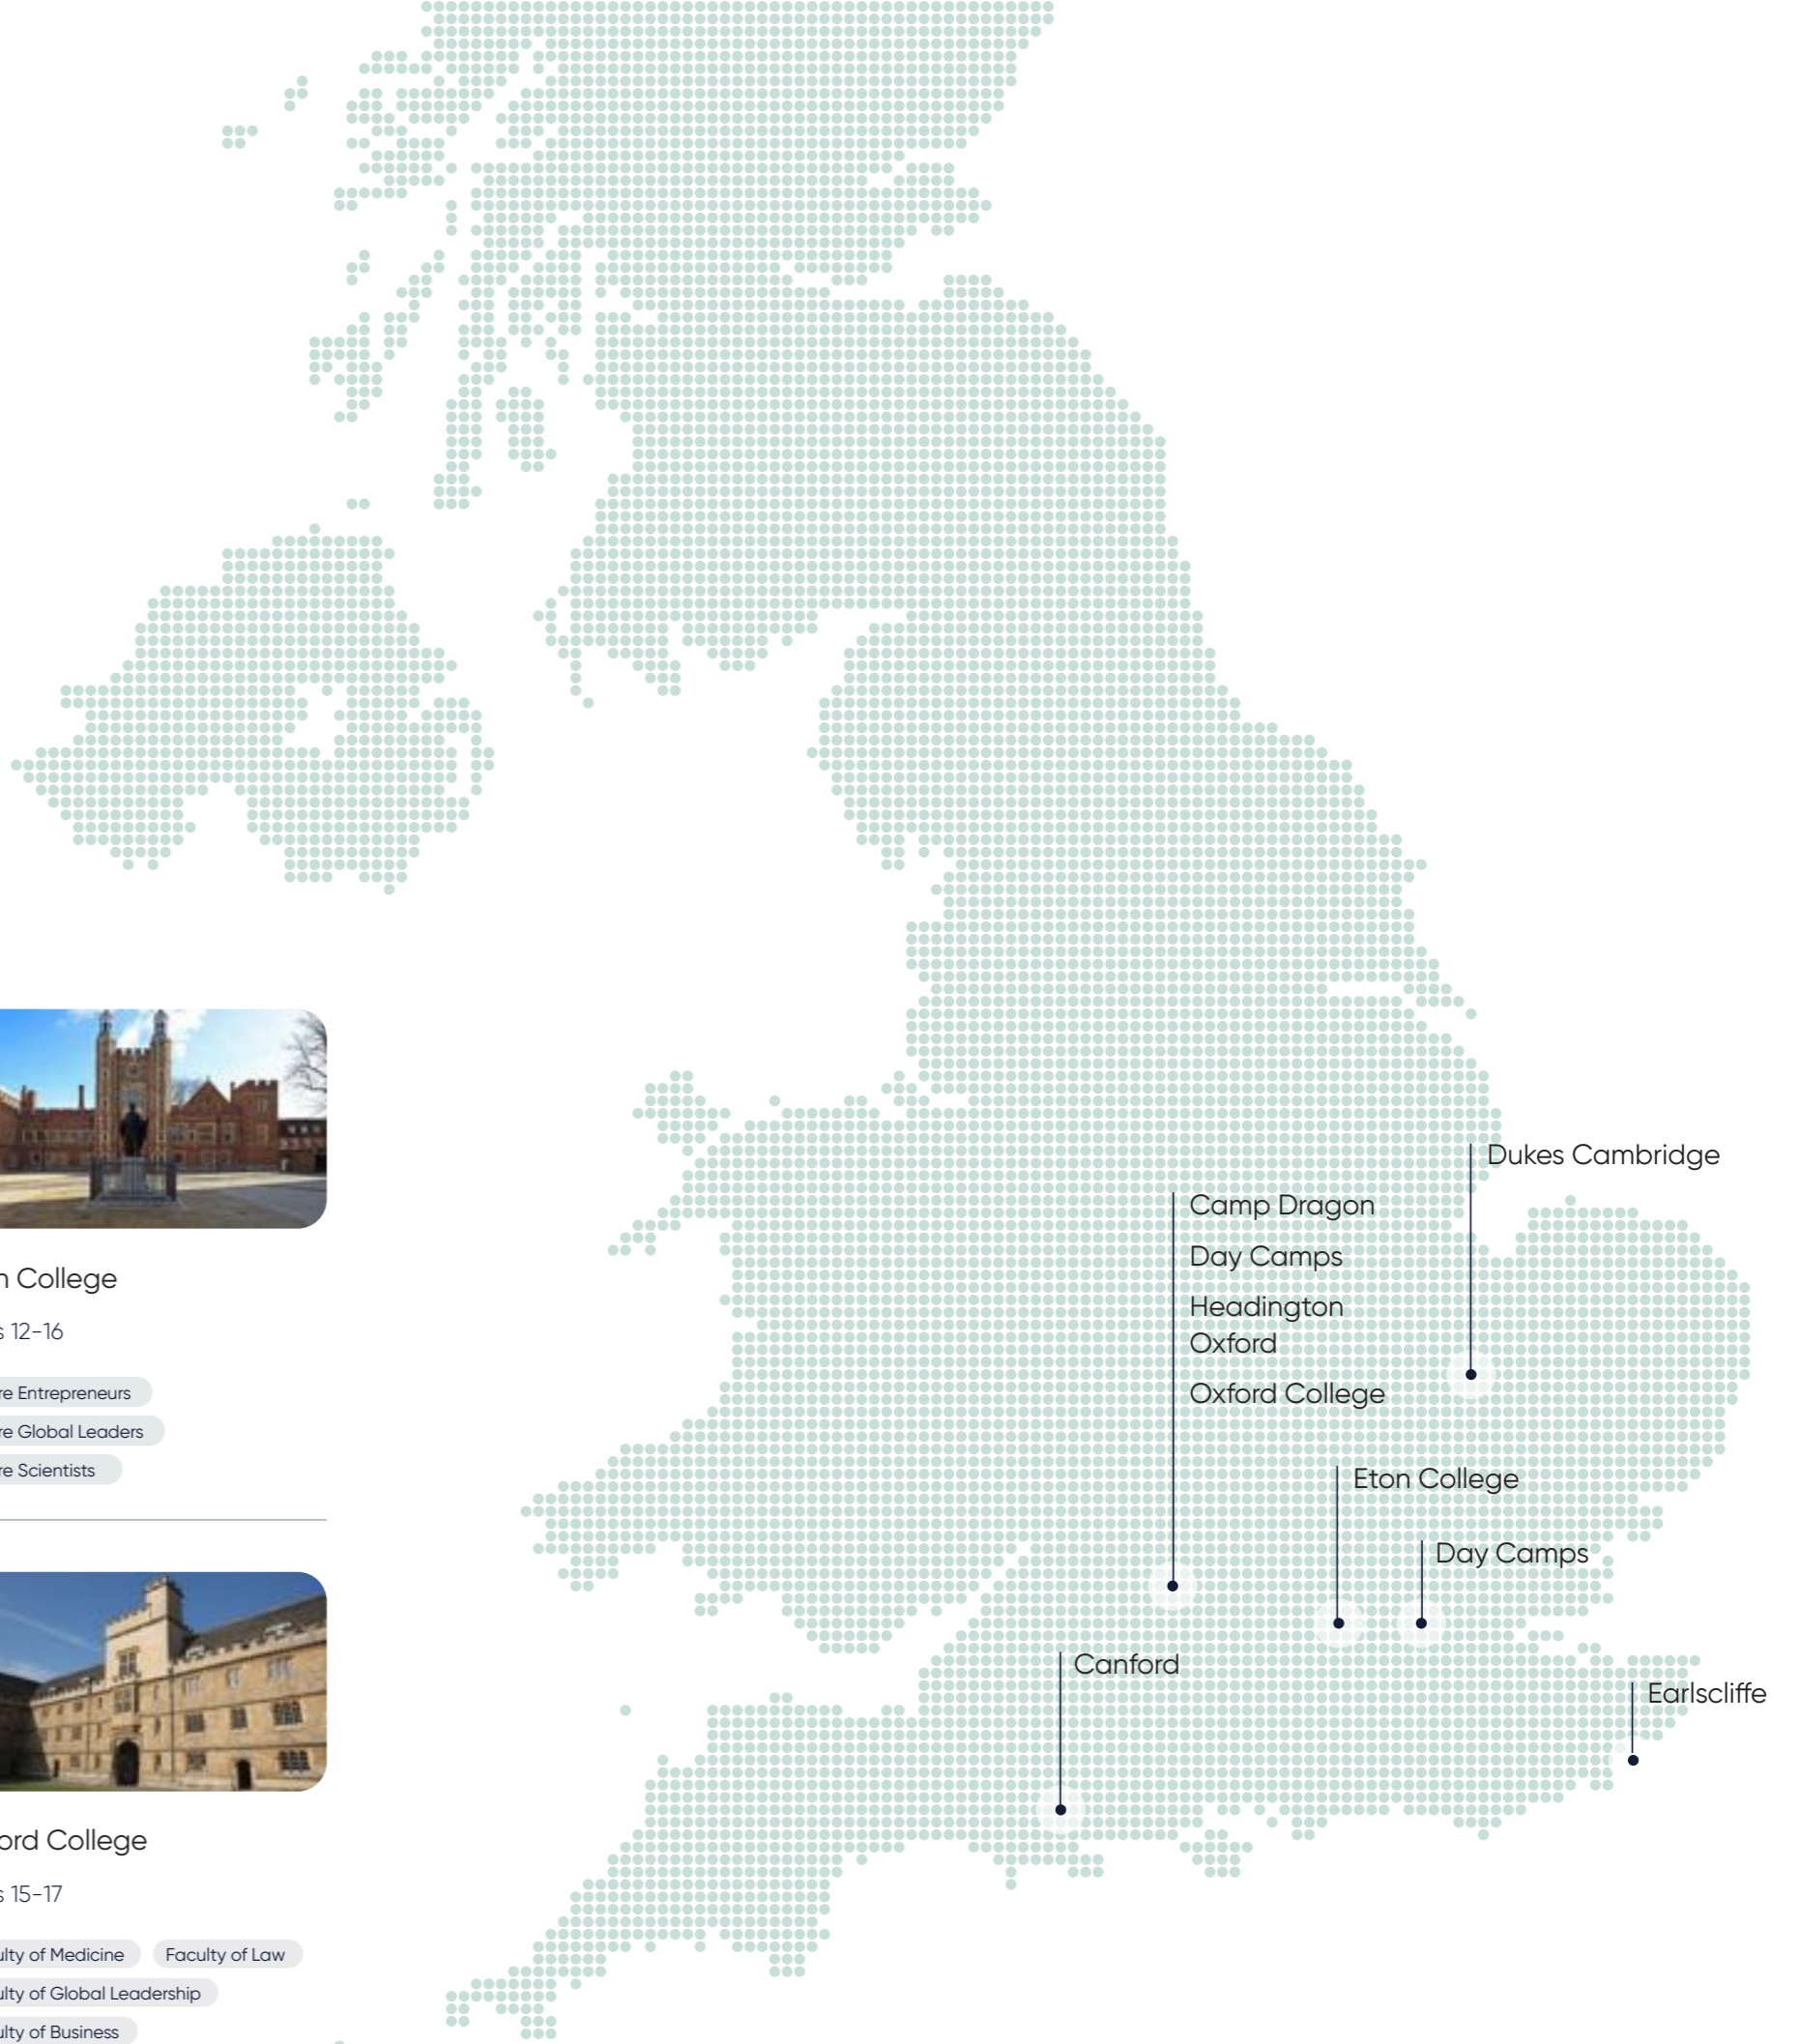 Dukes Cambridge
Camp Dragon
Day Camps
Headington
Oxford
Oxford College
Eton College
Day Camps
Canford
Earlscliffe
n College
s 12-16
re Entrepreneurs
re Global Leaders
re Scientists
ord College
s 15-17
ulty of Medicine Faculty of Law
ulty of Global Leadership
ulty of Business